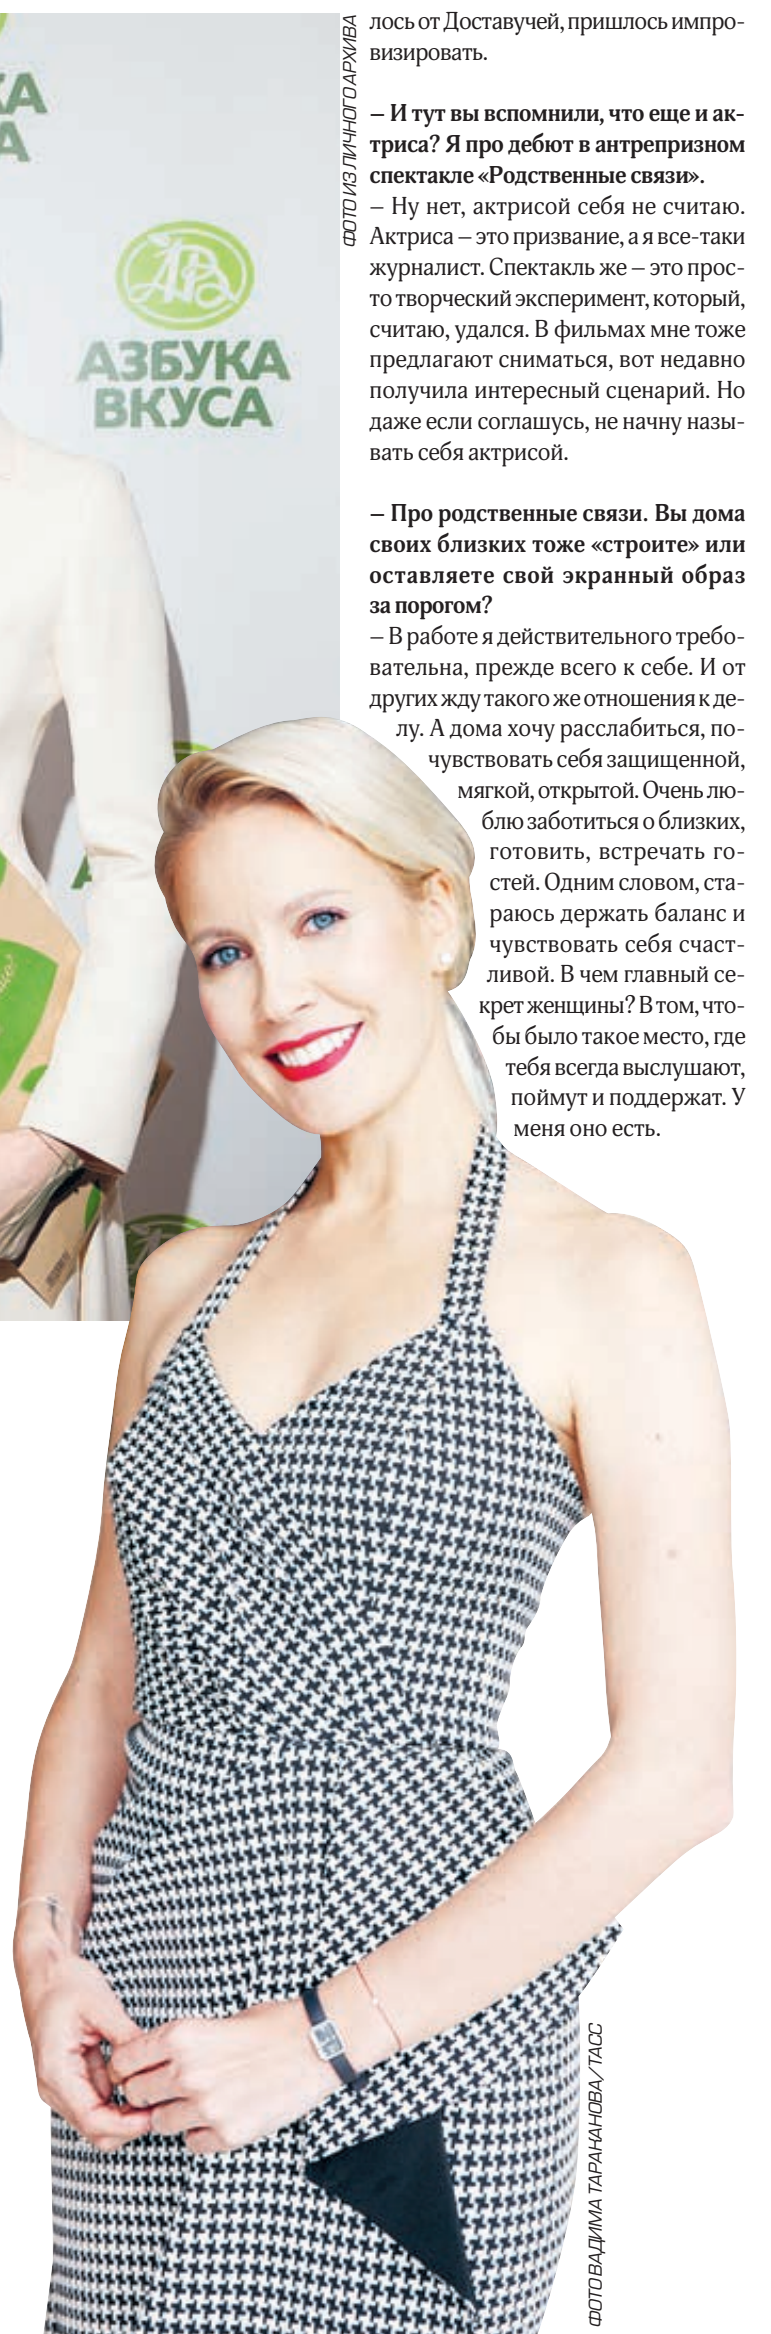 КА
А
АВ
АЗБУКА
ВКУСА
ФОТО ИЗ ЛИЧНОГО АРХИВА
лось от Доставучей, пришлось импро-
визировать.
– И тут вы вспомнили, что еще и ак-
триса? Я про дебют в антрепризном
спектакле «Родственные связи».
– Ну нет, актрисой себя не считаю.
Актриса – это призвание, а я все-таки
журналист. Спектакль же – это прос-
то творческий эксперимент, который,
считаю, удался. В фильмах мне тоже
предлагают сниматься, вот недавно
получила интересный сценарий. Но
даже если соглашусь, не начну назы-
вать себя актрисой.
– Про родственные связи. Вы дома
своих близких тоже «строите» или
оставляете свой экранный образ
за порогом?
– В работе я действительного требо-
вательна, прежде всего к себе. И от
других жду такого же отношения к де-
лу. А дома хочу расслабиться, по-
чувствовать себя защищенной,
мягкой, открытой. Очень лю-
блю заботиться о близких,
готовить, встречать го-
стей. Одним словом, ста-
раюсь держать баланс и
чувствовать себя счаст-
ливой. В чем главный се-
крет женщины? В том, что-
бы было такое место, где
тебя всегда выслушают,
поймут и поддержат. У
меня оно есть.
ФОТО ВАДИМА ТАРАКАНОВА/ТАСС